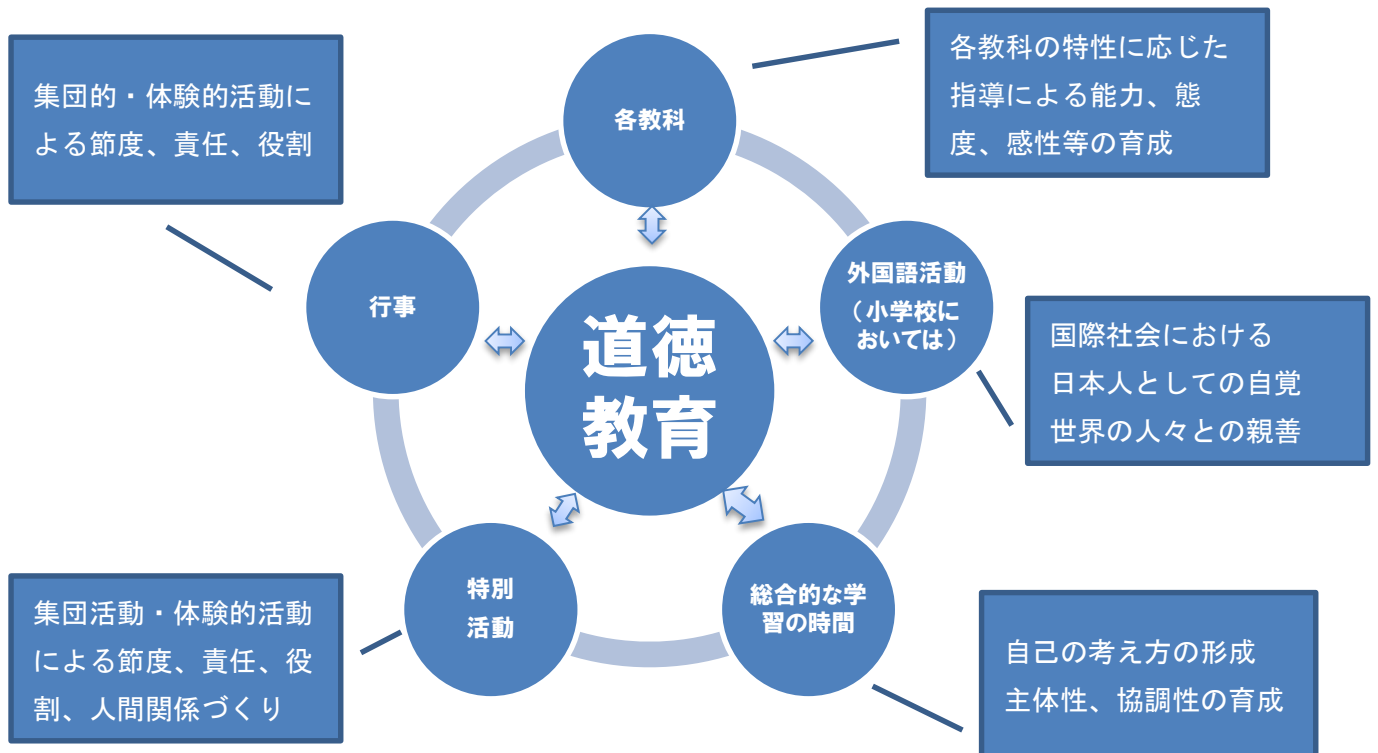 集団的・体験的活動に
よる節度、責任、役割
各教科
各教科の特性に応じた
指導による能力、態
度、感性等の育成
行事
道徳
教育
外国語活動
（小学校に
おいては）
国際社会における
日本人としての自覚
世界の人々との親善
特別
活動
集団活動・体験的活動
による節度、責任、役
割、人間関係づくり
総合的な学
習の時間
自己の考え方の形成
主体性、協調性の育成